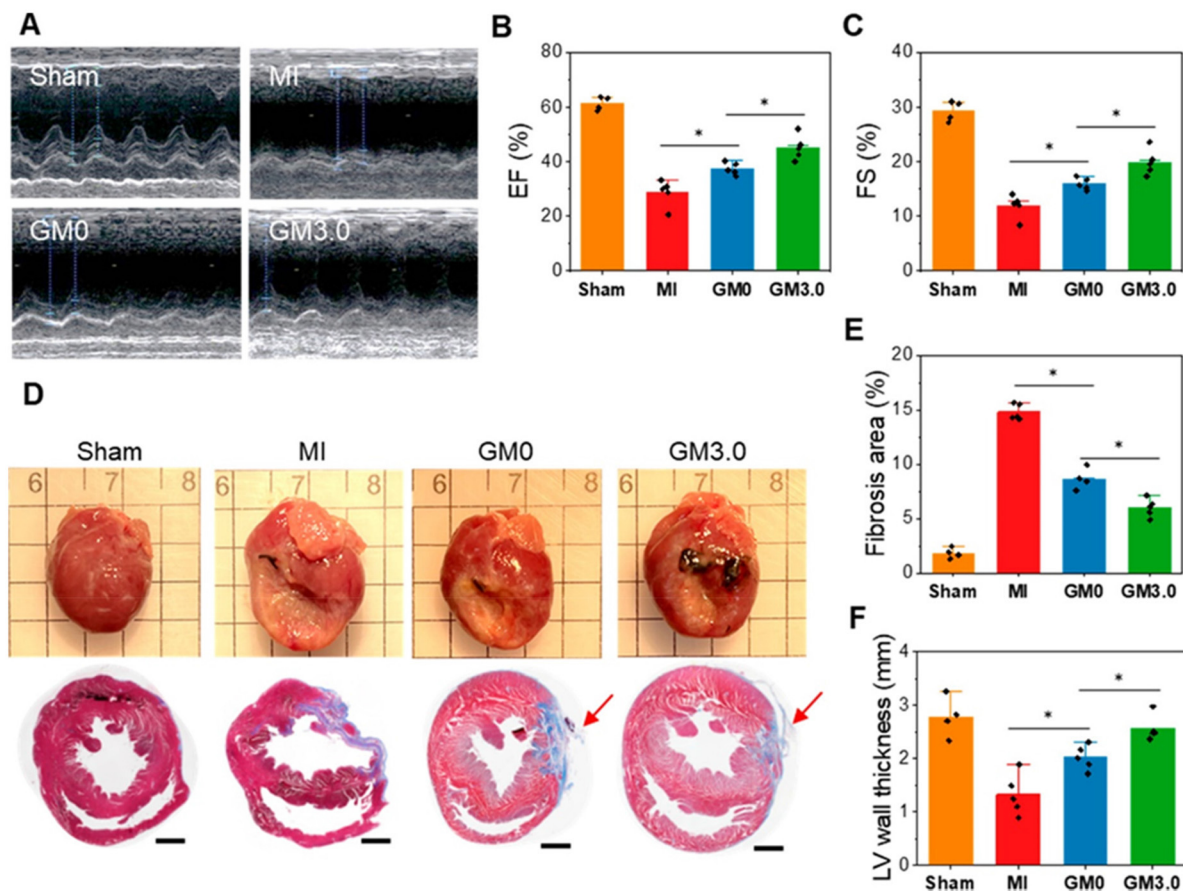 A
Sham
MI
GM0
GM3.0
B
EF (%)
80
60
40
20
0
*
*
Sham MI GM0 GM3.0
C
FS (%)
40
30
20
10
0
*
*
Sham MI GM0 GM3.0
D
Sham MI GM0 GM3.0
6 7 8
6 7 8
6 7 8
6 7 8
E
Fibrosis area (%)
20
15
10
5
0
*
*
Sham MI GM0 GM3.0
F
LV wall thickness (mm)
4
3
2
1
0
*
*
Sham MI GM0 GM3.0